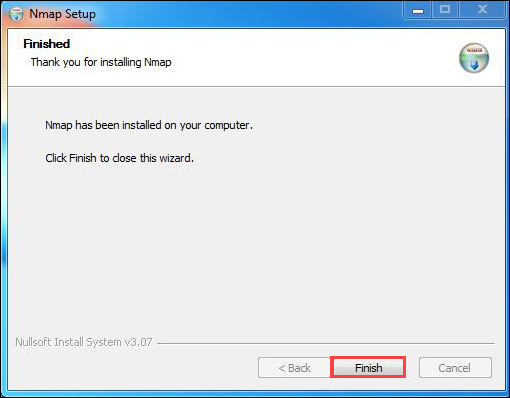 Nmap Setup
Finished
Thank you for installing Nmap
Nmap has been installed on your computer.
Click Finish to close this wizard.
Nullsoft Install System v3.07
< Back
Finish
Cancel